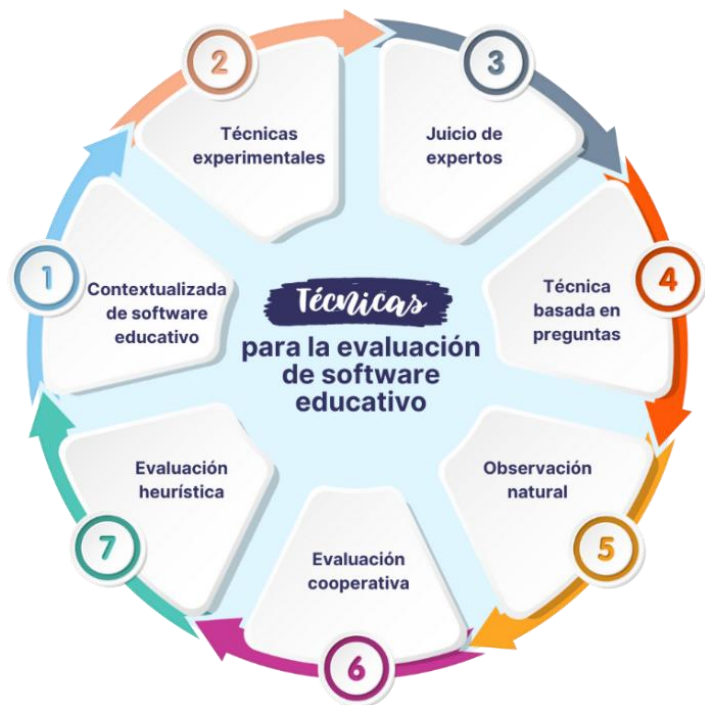 Técnicas
para la evaluación
de software
educativo
1
Contextualizada
de software
educativo
2
Técnicas
experimentales
3
Juicio de
expertos
4
Técnica
basada en
preguntas
5
Observación
natural
6
Evaluación
cooperativa
7
Evaluación
heurística